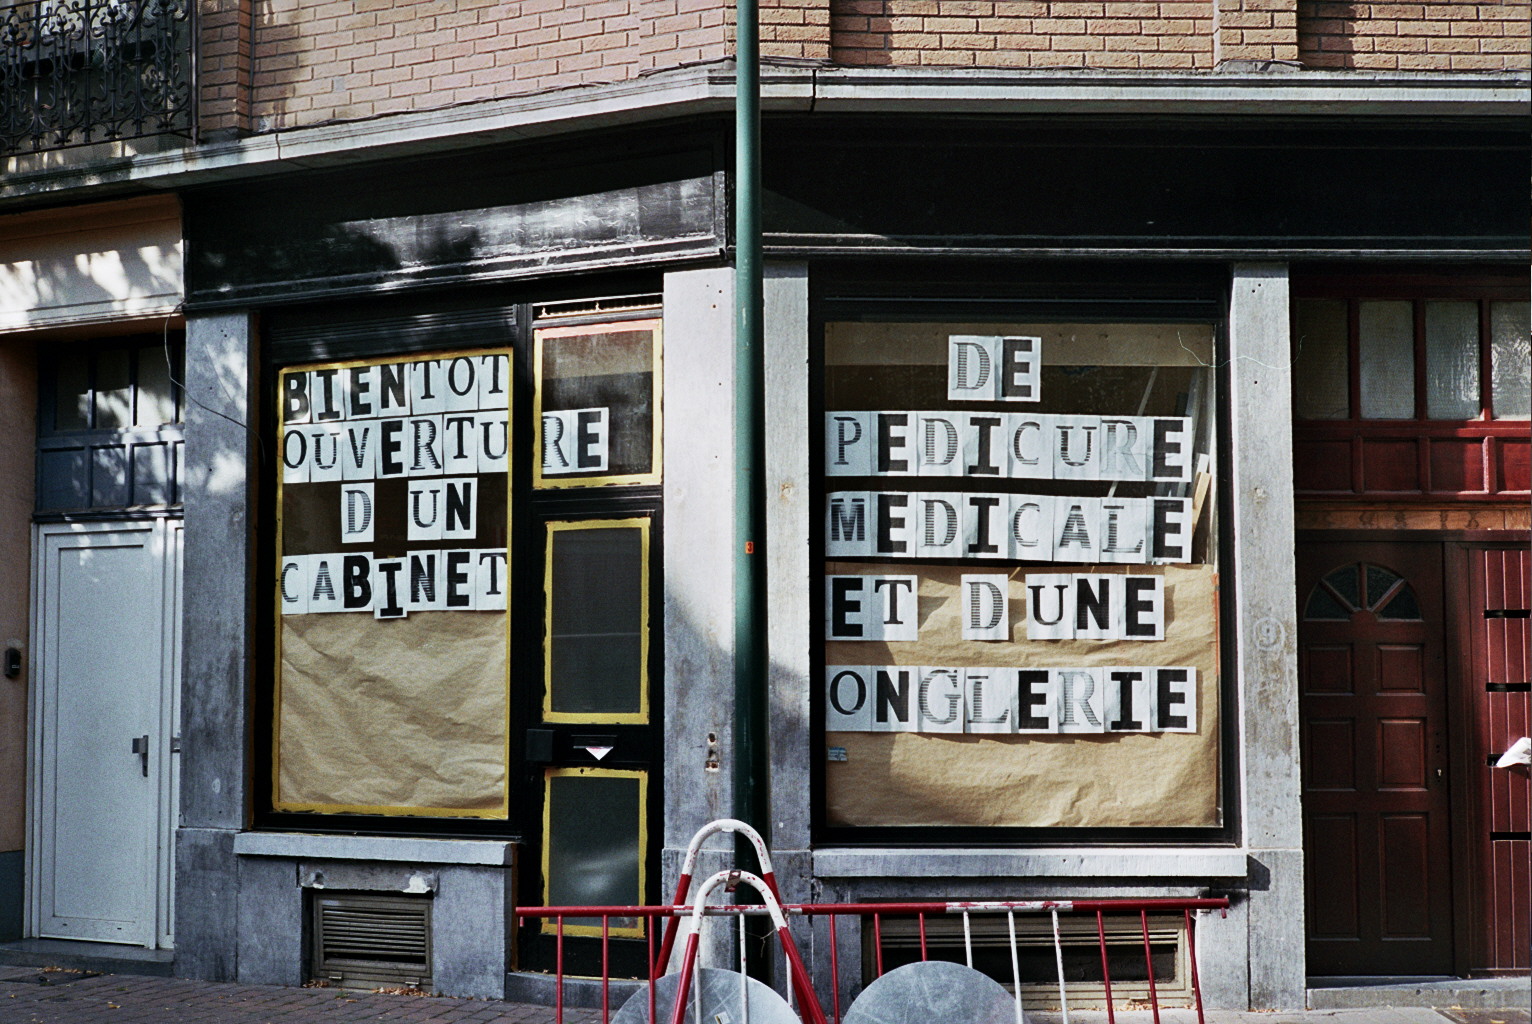 BIENTOT
OUVERTURE
D UN
CABINET
DE
PEDICURE
MEDICALE
ET DUNE
ONGLERIE